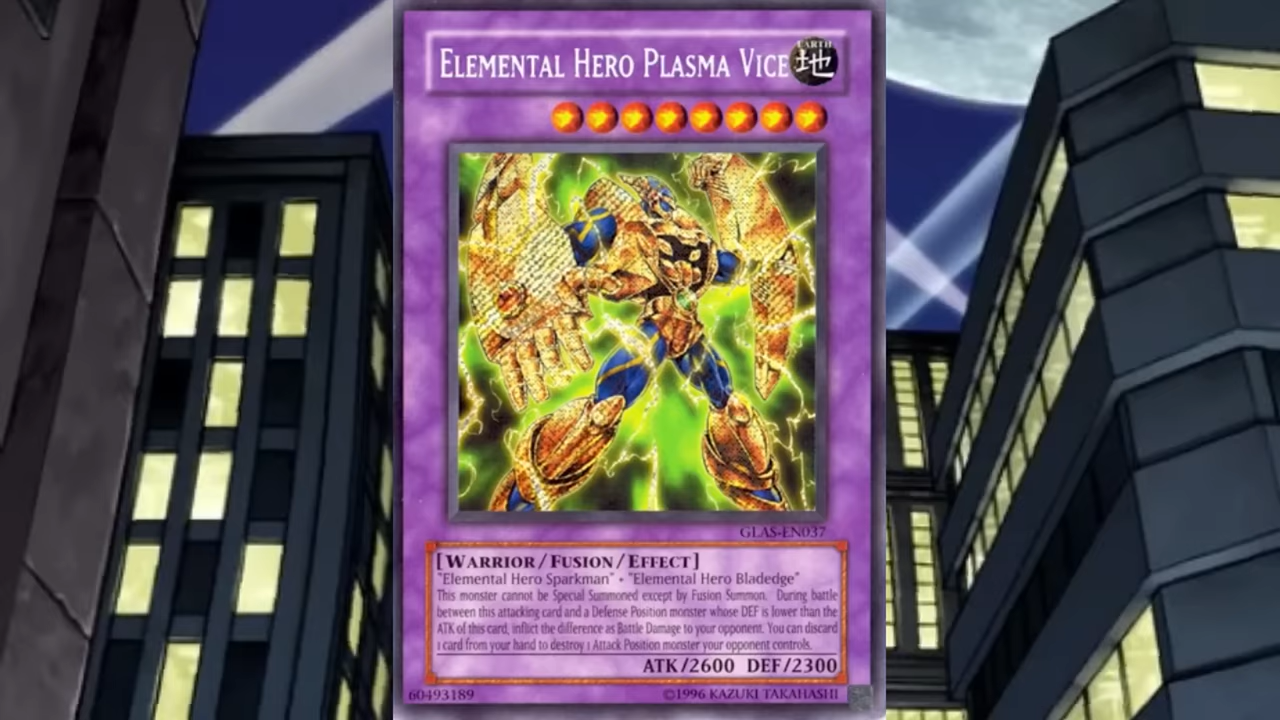 ELEMENTAL HERO PLASMA VICE
EARTH
地
GLAS-EN037
[WARRIOR/FUSION/EFFECT]
"Elemental Hero Sparkman" + "Elemental Hero Bladedge"
This monster cannot be Special Summoned except by Fusion Summon. During battle
between this attacking card and a Defense Position monster whose DEF is lower than the
ATK of this card, inflict the difference as Battle Damage to your opponent. You can discard
1 card from your hand to destroy 1 Attack Position monster your opponent controls.
ATK/2600 DEF/2300
60493189
©1996 KAZUKI TAKAHASHI